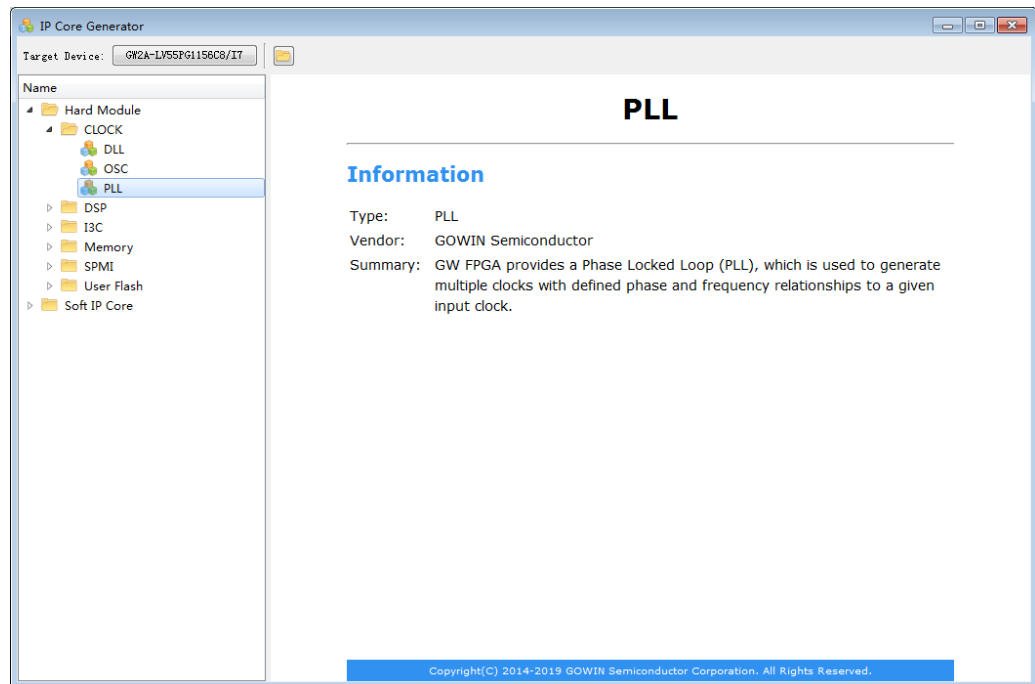 IP Core Generator
Target Device: GW2A-LV55PG1156C8/I7
Name
Hard Module
CLOCK
DLL
OSC
PLL
DSP
I3C
Memory
SPMI
User Flash
Soft IP Core
PLL
Information
Type: PLL
Vendor: GOWIN Semiconductor
Summary: GW FPGA provides a Phase Locked Loop (PLL), which is used to generate
multiple clocks with defined phase and frequency relationships to a given
input clock.
Copyright(C) 2014-2019 GOWIN Semiconductor Corporation. All Rights Reserved.